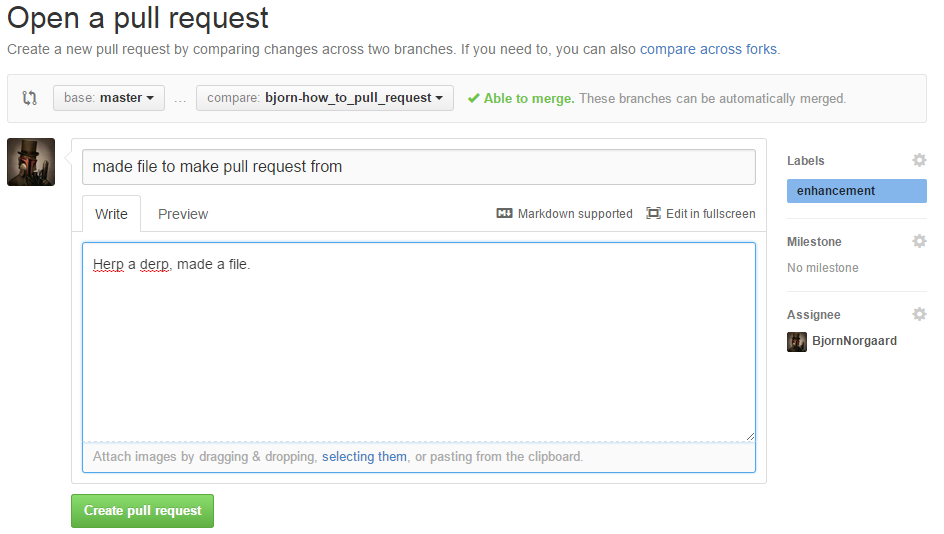 Open a pull request
Create a new pull request by comparing changes across two branches. If you need to, you can also compare across forks.
base: master ... compare: bjorn-how_to_pull_request Able to merge. These branches can be automatically merged.
made file to make pull request from
Write Preview Markdown supported Edit in fullscreen
Herp a derp, made a file.
Attach images by dragging & dropping, selecting them, or pasting from the clipboard.
Create pull request
Labels
enhancement
Milestone
No milestone
Assignee
BjornNorgaard